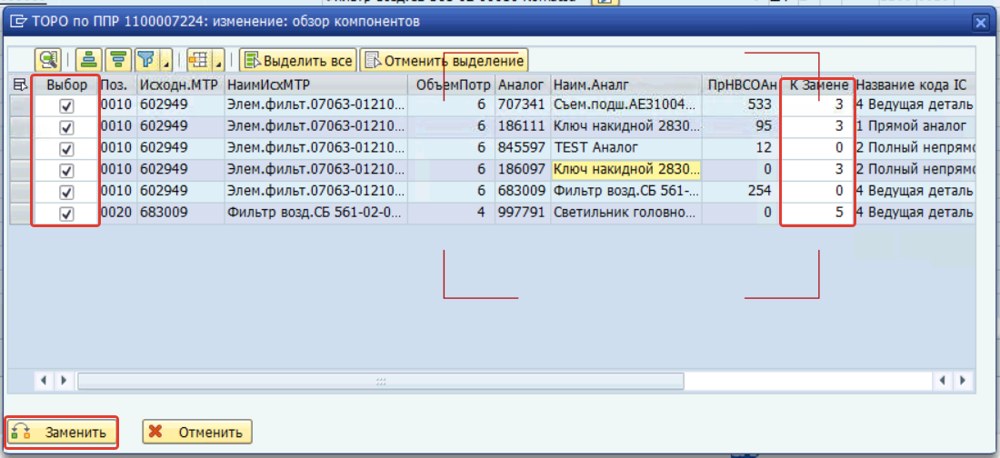 ТОРО по ППР 1100007224: изменение: обзор компонентов
Выделить все Отменить выделение
Выбор Поз. Исходн.МТР НаимИсхМТР ОбъемПотр Аналог Наим.Аналг ПрНВСОАн К Замене Название кода IC
0010 602949 Элем.фильт.07063-01210... 6 707341 Съем.подш.АЕ31004... 533 3 4 Ведущая деталь
0010 602949 Элем.фильт.07063-01210... 6 186111 Ключ накидной 2830... 95 3 1 Прямой аналог
0010 602949 Элем.фильт.07063-01210... 6 845597 TEST Аналог 12 0 2 Полный непрямо
0010 602949 Элем.фильт.07063-01210... 6 186097 Ключ накидной 2830... 0 3 2 Полный непрямо
0010 602949 Элем.фильт.07063-01210... 6 683009 Фильтр возд.СБ 561-... 254 0 4 Ведущая деталь
0020 683009 Фильтр возд.СБ 561-02-0... 4 997791 Светильник головно... 0 5 4 Ведущая деталь
Заменить Отменить